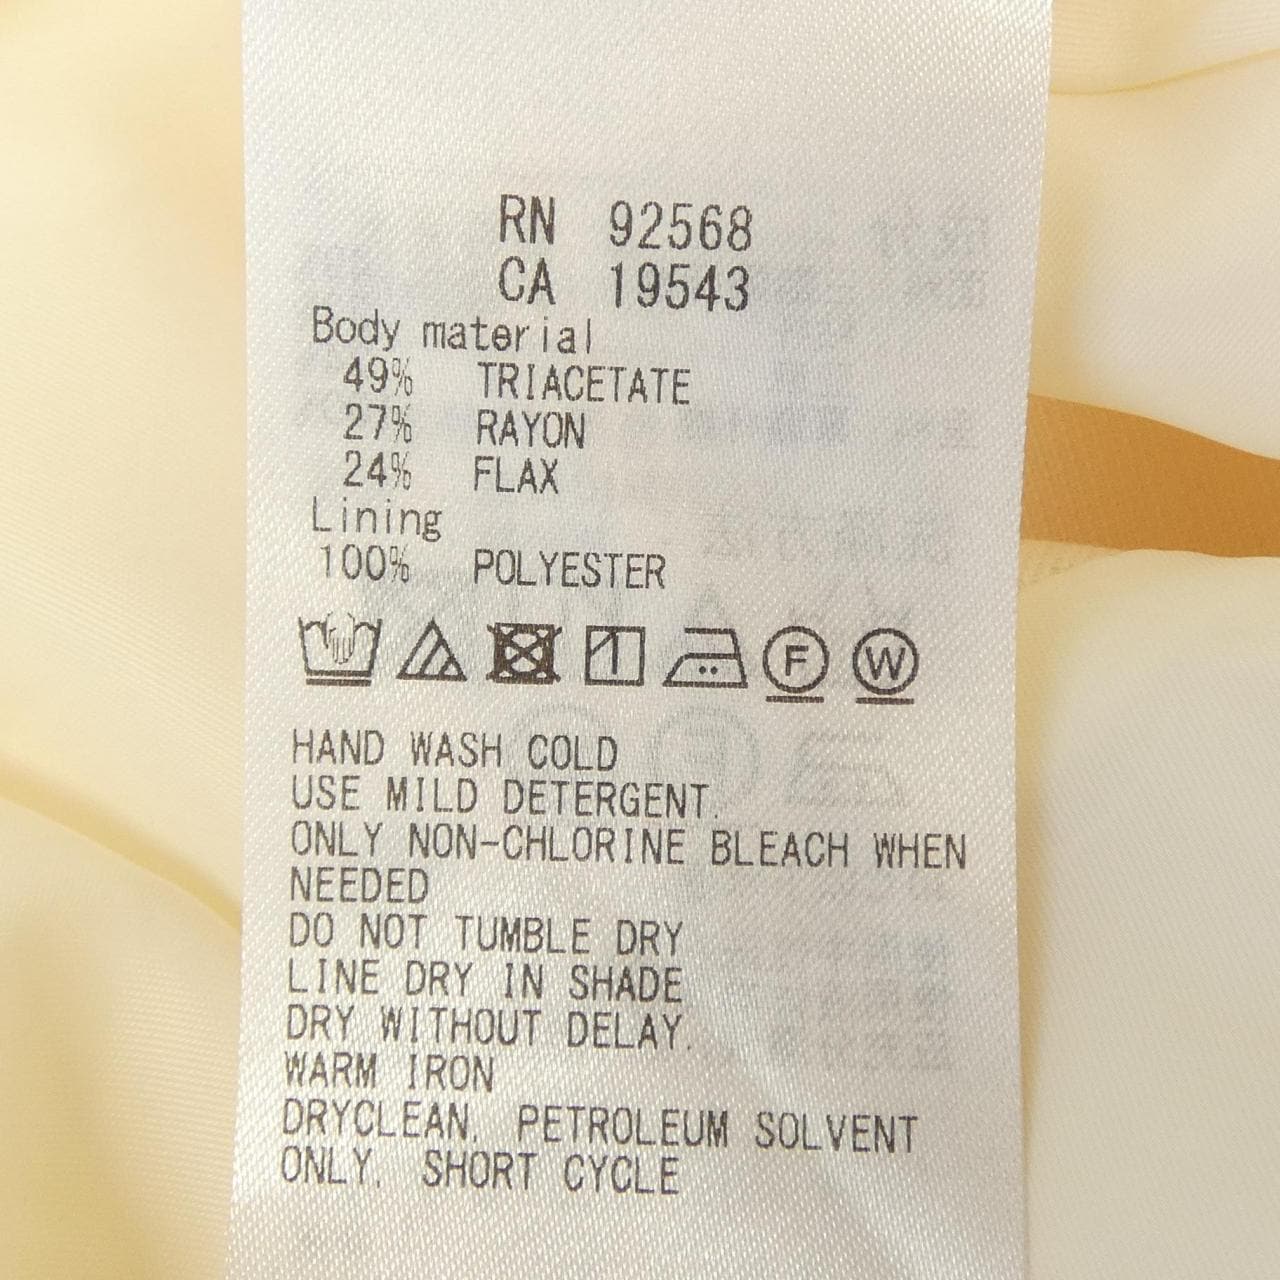 RN 92568
CA 19543
Body material
49% TRIACETATE
27% RAYON
24% FLAX
Lining
100% POLYESTER
F W
HAND WASH COLD
USE MILD DETERGENT.
ONLY NON-CHLORINE BLEACH WHEN
NEEDED
DO NOT TUMBLE DRY
LINE DRY IN SHADE
DRY WITHOUT DELAY.
WARM IRON
DRYCLEAN, PETROLEUM SOLVENT
ONLY, SHORT CYCLE